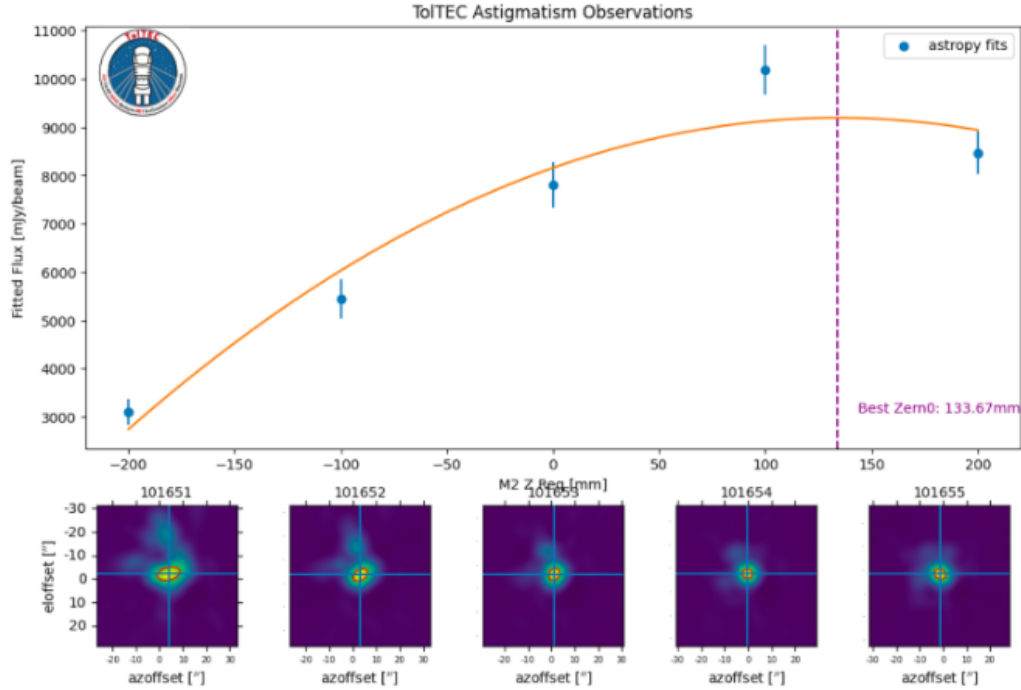 TolTEC Astigmatism Observations
TolTEC
astropy fits
11000
10000
9000
8000
7000
6000
5000
4000
3000
Fitted Flux [mJy/beam]
Best Zern0: 133.67mm
−200 −150 −100 −50 0 50 100 150 200
M2 Z Req [mm]
101651 101652 101653 101654 101655
-30
-20
-10
0
10
20
eloffset ["]
-20 -10 0 10 20 30 -20 -10 0 10 20 30 -20 -10 0 10 20 30 -30 -20 -10 0 10 20 -30 -20 -10 0 10 20
azoffset ["] azoffset ["] azoffset ["] azoffset ["] azoffset ["]